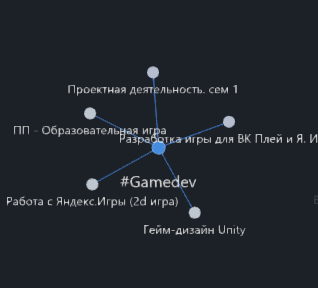 Проектная деятельность. сем 1
ПП - Образовательная игра
Разработка игры для ВК Плей и Я. И
#Gamedev
Работа с Яндекс.Игры (2d игра)
Гейм-дизайн Unity